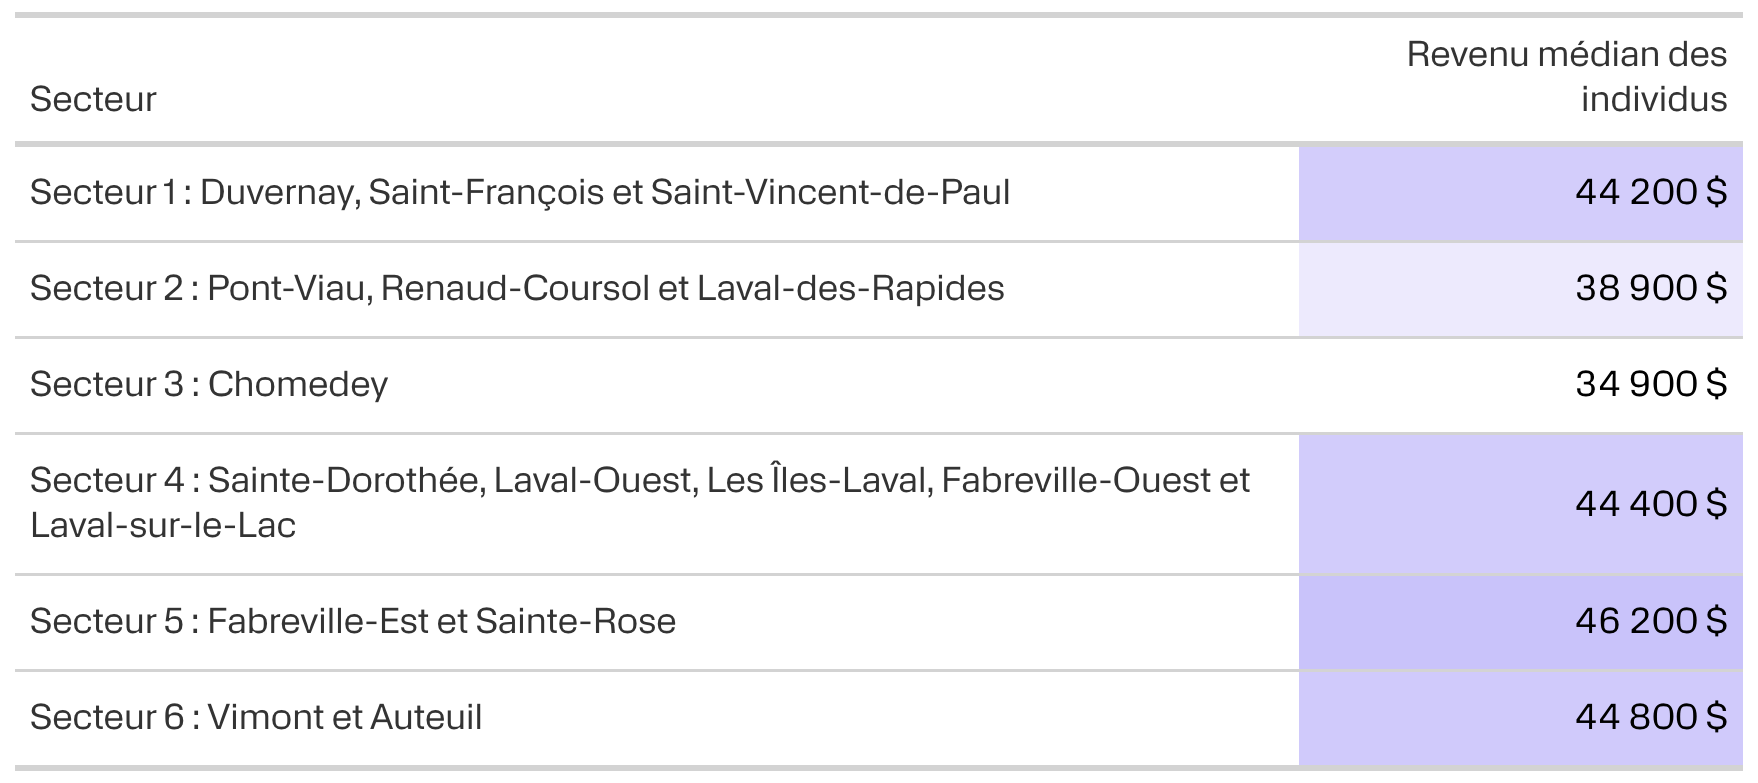 Secteur
Revenu médian des
individus
Secteur 1 : Duvernay, Saint-François et Saint-Vincent-de-Paul
44 200 $
Secteur 2 : Pont-Viau, Renaud-Coursol et Laval-des-Rapides
38 900 $
Secteur 3 : Chomedey
34 900 $
Secteur 4 : Sainte-Dorothée, Laval-Ouest, Les Îles-Laval, Fabreville-Ouest et
Laval-sur-le-Lac
44 400 $
Secteur 5 : Fabreville-Est et Sainte-Rose
46 200 $
Secteur 6 : Vimont et Auteuil
44 800 $